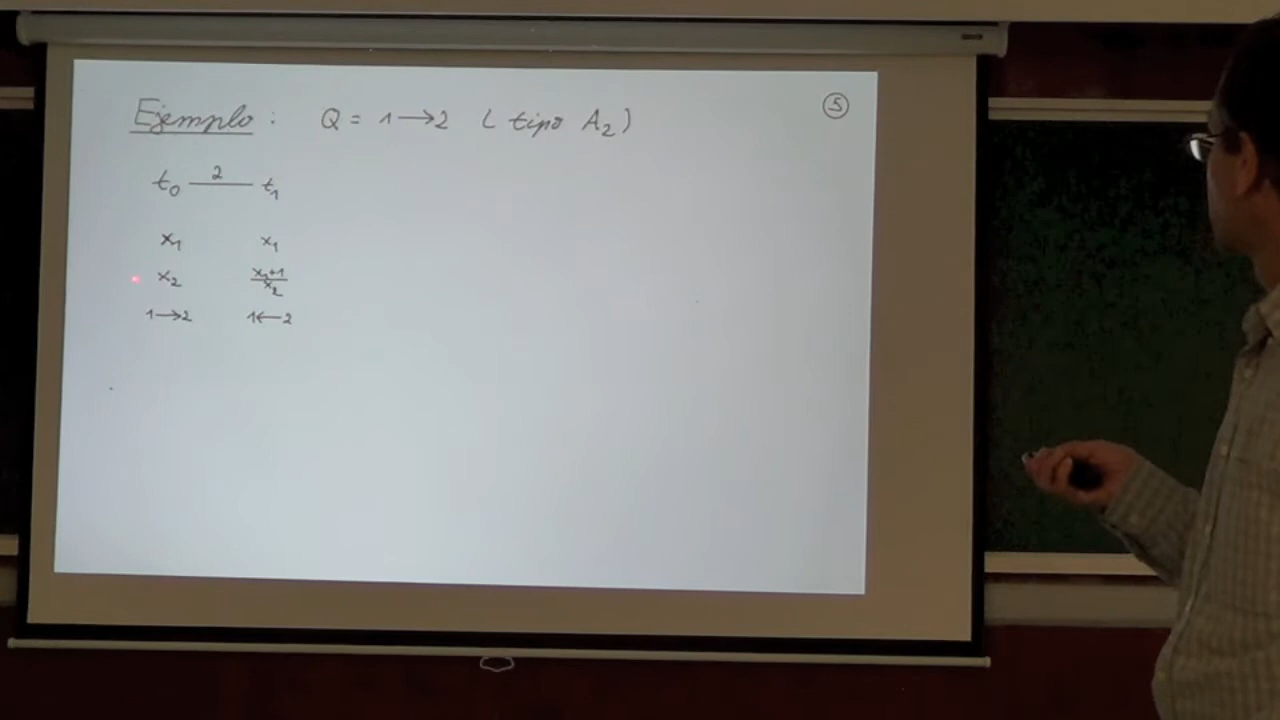 Ejemplo : Q = 1→2 ( tipo A₂ ) ⑤
t₀ —2— t₁
x₁ x₁
x₂ (x₁+1)/x₂
1→2 1←2